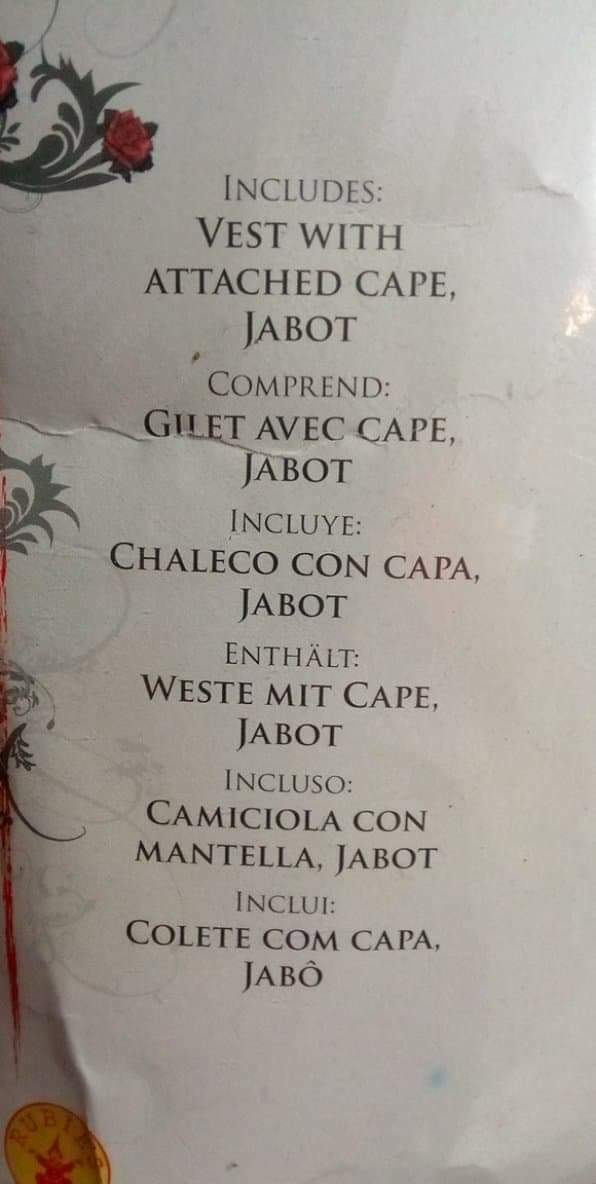 INCLUDES:
VEST WITH
ATTACHED CAPE,
JABOT
COMPREND:
GILET AVEC CAPE,
JABOT
INCLUYE:
CHALECO CON CAPA,
JABOT
ENTHÄLT:
WESTE MIT CAPE,
JABOT
INCLUSO:
CAMICIOLA CON
MANTELLA, JABOT
INCLUI:
COLETE COM CAPA,
JABÔ
RUBIE'S